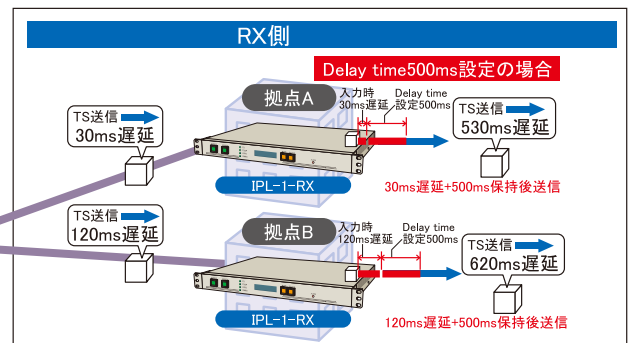 RX側
Delay time500ms設定の場合
拠点A
入力時
30ms遅延
Delay time
設定500ms
TS送信
30ms遅延
TS送信
530ms遅延
IPL-1-RX
30ms遅延+500ms保持後送信
拠点B
入力時
120ms遅延
Delay time
設定500ms
TS送信
120ms遅延
TS送信
620ms遅延
IPL-1-RX
120ms遅延+500ms保持後送信